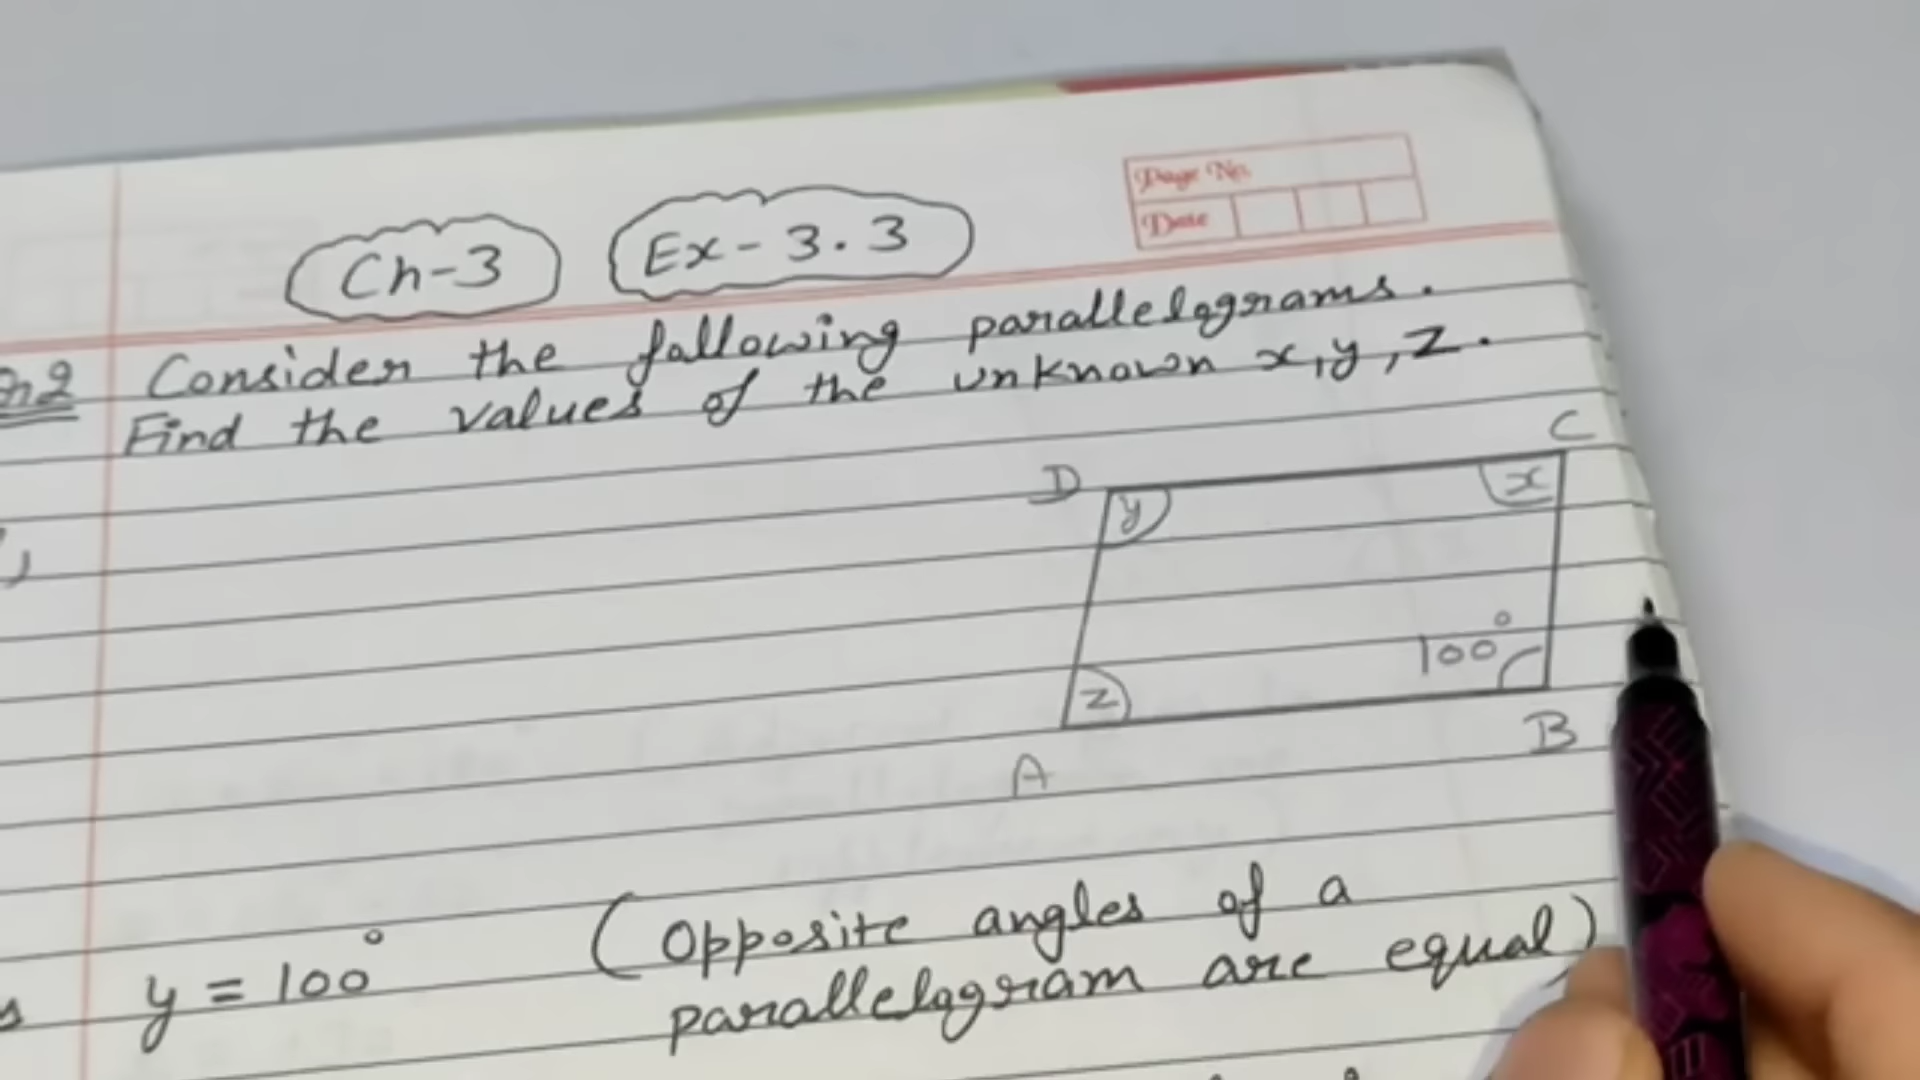 Page No.
Date
Ch-3 Ex-3.3
Consider the following parallelograms.
Find the values of the unknown x, y, z.
D
C
y
x
100°
z
B
A
y = 100° (Opposite angles of a
parallelogram are equal)